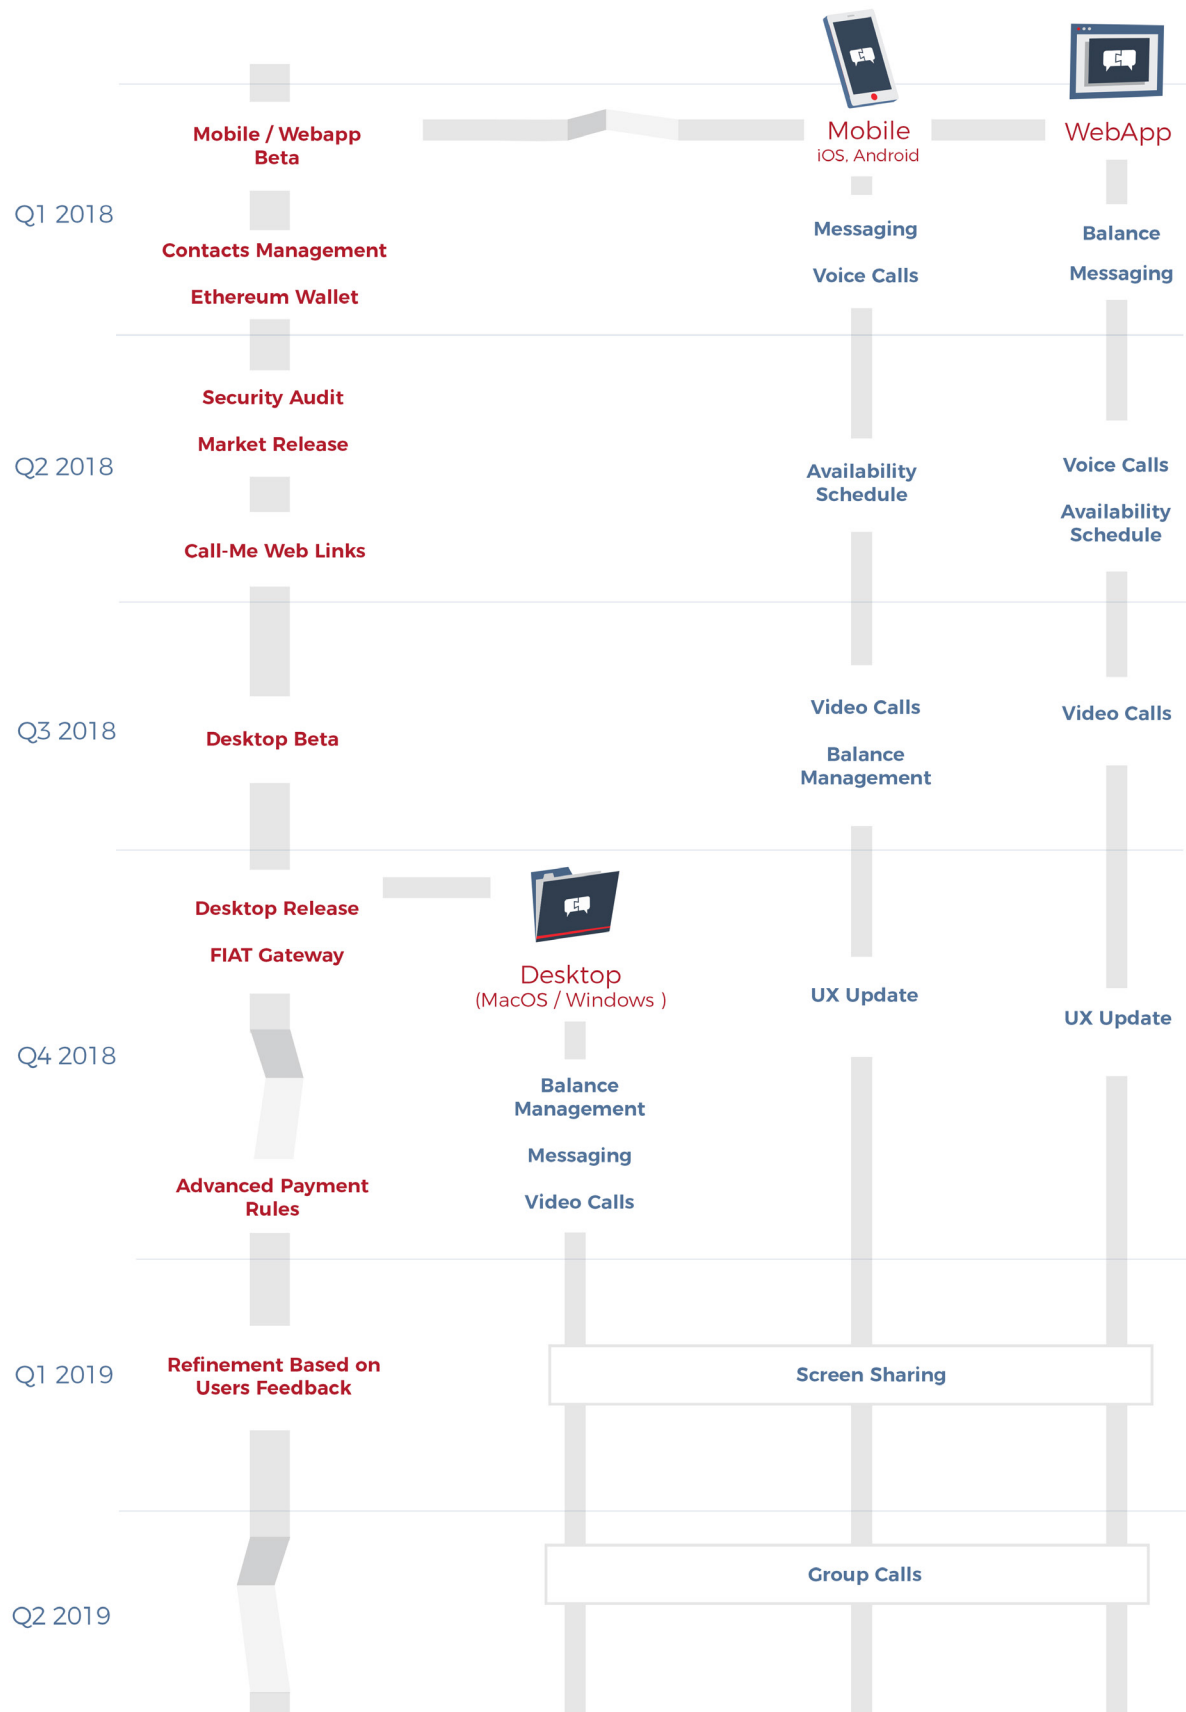 Mobile / Webapp
Beta
Mobile
iOS, Android
WebApp
Q1 2018
Contacts Management
Ethereum Wallet
Messaging
Voice Calls
Balance
Messaging
Q2 2018
Security Audit
Market Release
Call-Me Web Links
Availability
Schedule
Voice Calls
Availability
Schedule
Q3 2018
Desktop Beta
Video Calls
Balance
Management
Video Calls
Q4 2018
Desktop Release
FIAT Gateway
Advanced Payment
Rules
Desktop
(MacOS / Windows )
Balance
Management
Messaging
Video Calls
UX Update
UX Update
Q1 2019
Refinement Based on
Users Feedback
Screen Sharing
Q2 2019
Group Calls